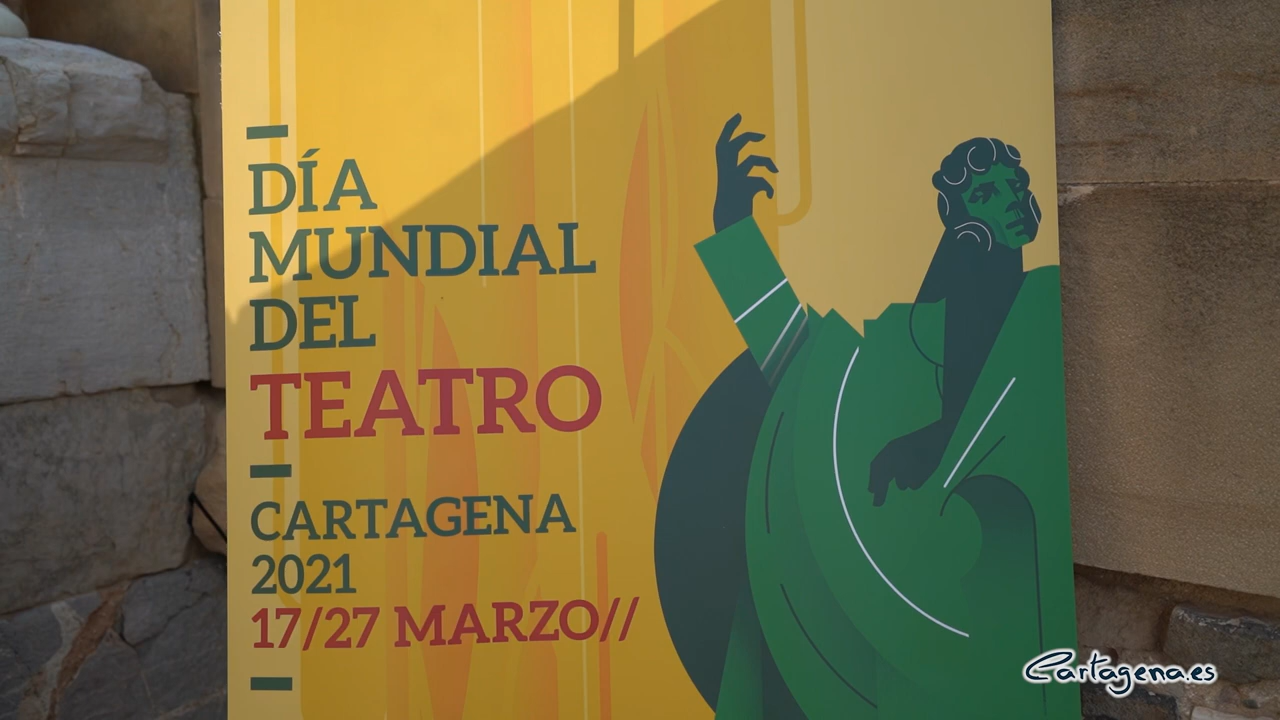 DÍA
MUNDIAL
DEL
TEATRO
CARTAGENA
2021
17/27 MARZO//
Cartagena.es